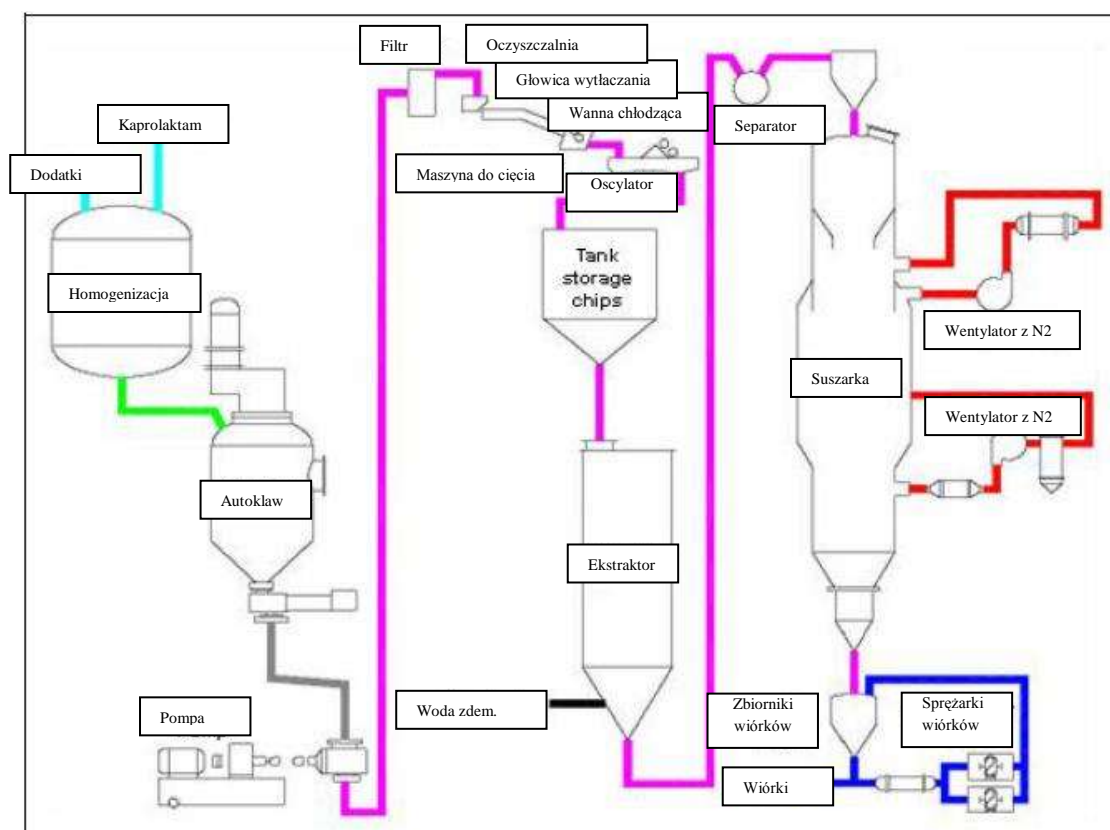 Filtr
Oczyszczalnia
Głowica wytłaczania
Wanna chłodząca
Kaprolaktam
Separator
Dodatki
Maszyna do cięcia
Oscylator
Tank
storage
chips
Homogenizacja
Wentylator z N2
Suszarka
Wentylator z N2
Autoklaw
Ekstraktor
Woda zdem.
Zbiorniki
wiórków
Sprężarki
wiórków
Pompa
Wiórki